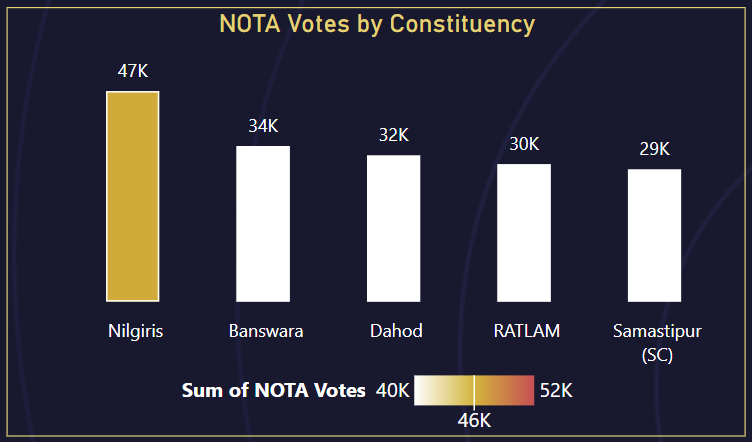 NOTA Votes by Constituency
47K
34K
32K
30K
29K
Nilgiris
Banswara
Dahod
RATLAM
Samastipur
(SC)
Sum of NOTA Votes 40K 52K
46K